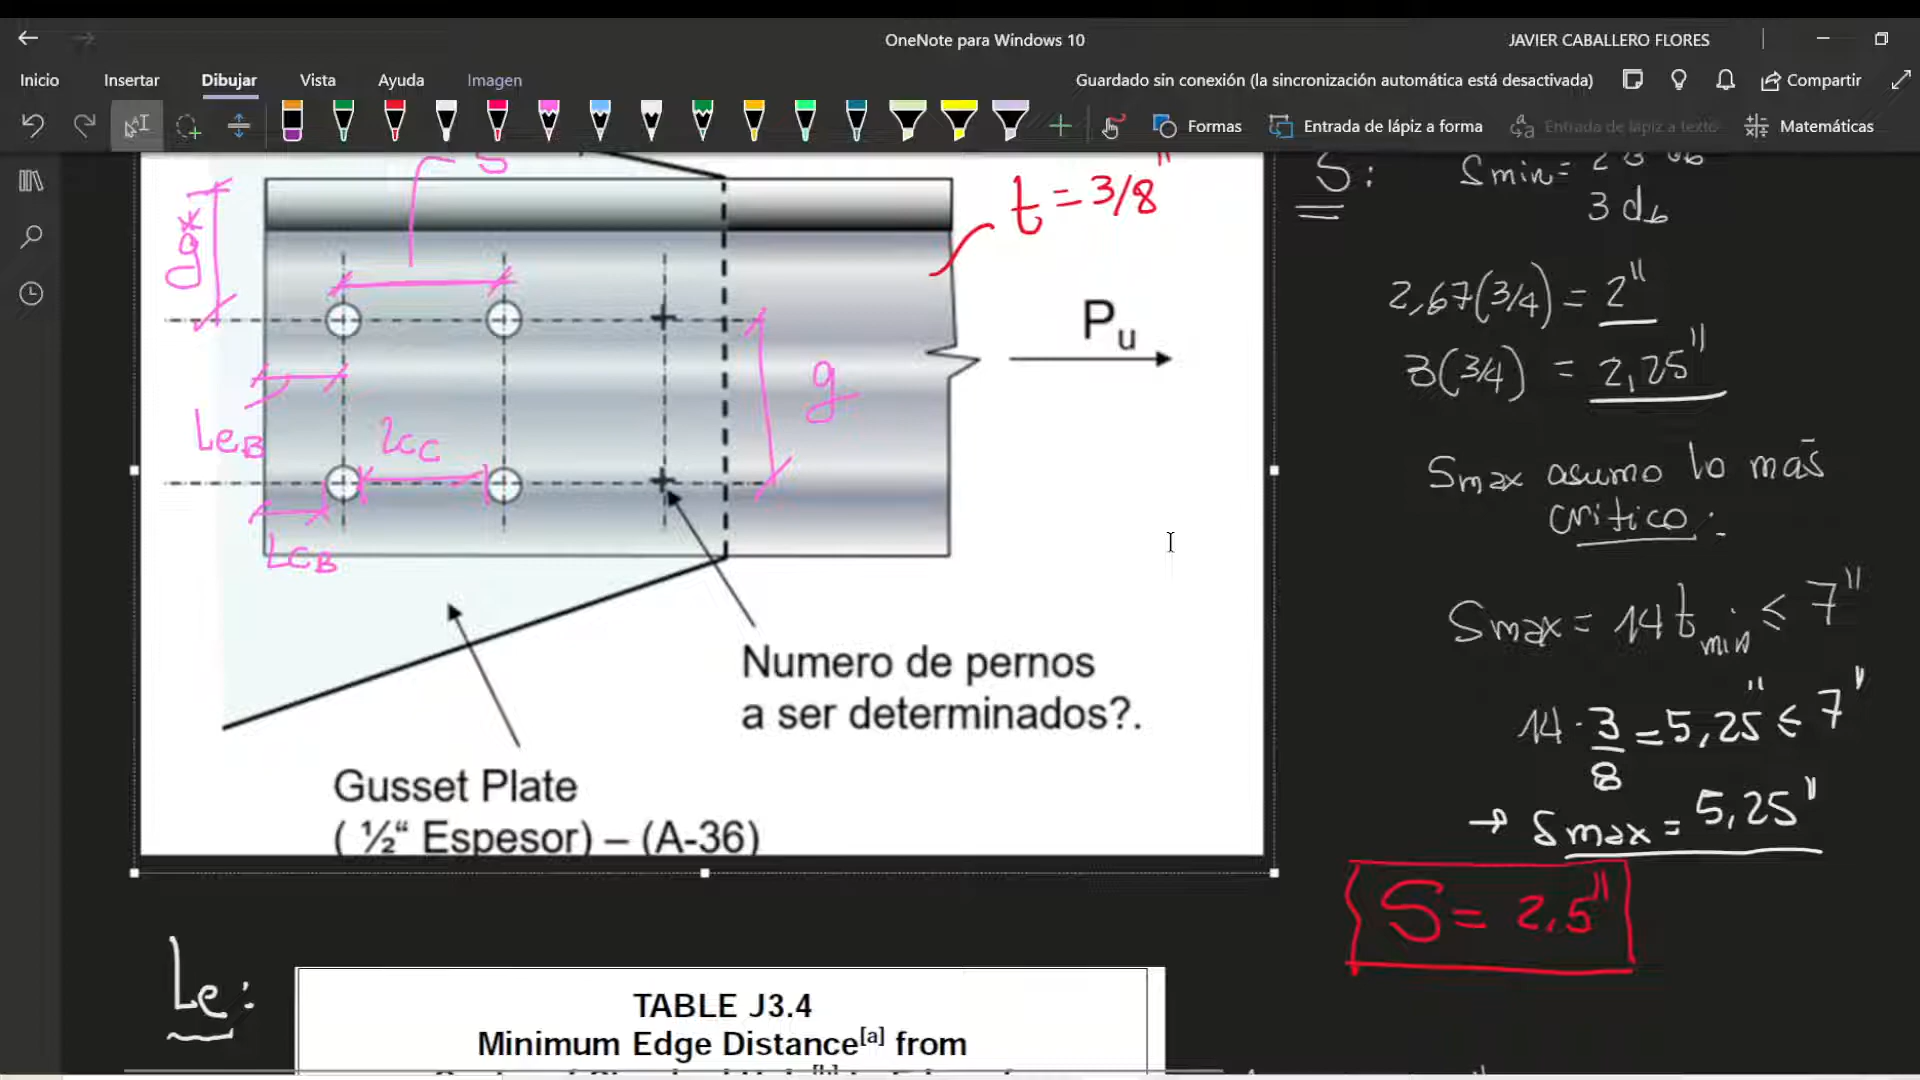 OneNote para Windows 10
JAVIER CABALLERO FLORES
Inicio
Insertar
Dibujar
Vista
Ayuda
Imagen
Guardado sin conexión (la sincronización automática está desactivada)
Compartir
Formas
Entrada de lápiz a forma
Entrada de lápiz a texto
Matemáticas
S
t = 3/8"
g
LeB
lcC
LcB
Pu
Numero de pernos
a ser determinados?.
Gusset Plate
( ½“ Espesor) – (A-36)
S: Smin=
3 db
2,67(3/4) = 2"
3(3/4) = 2,25"
Smax asumo lo más
crítico:
Smax = 14 tmin ≤ 7"
14 · 3/8 = 5,25" ≤ 7"
→ Smax = 5,25"
S = 2,5"
Le:
TABLE J3.4
Minimum Edge Distance[a] from